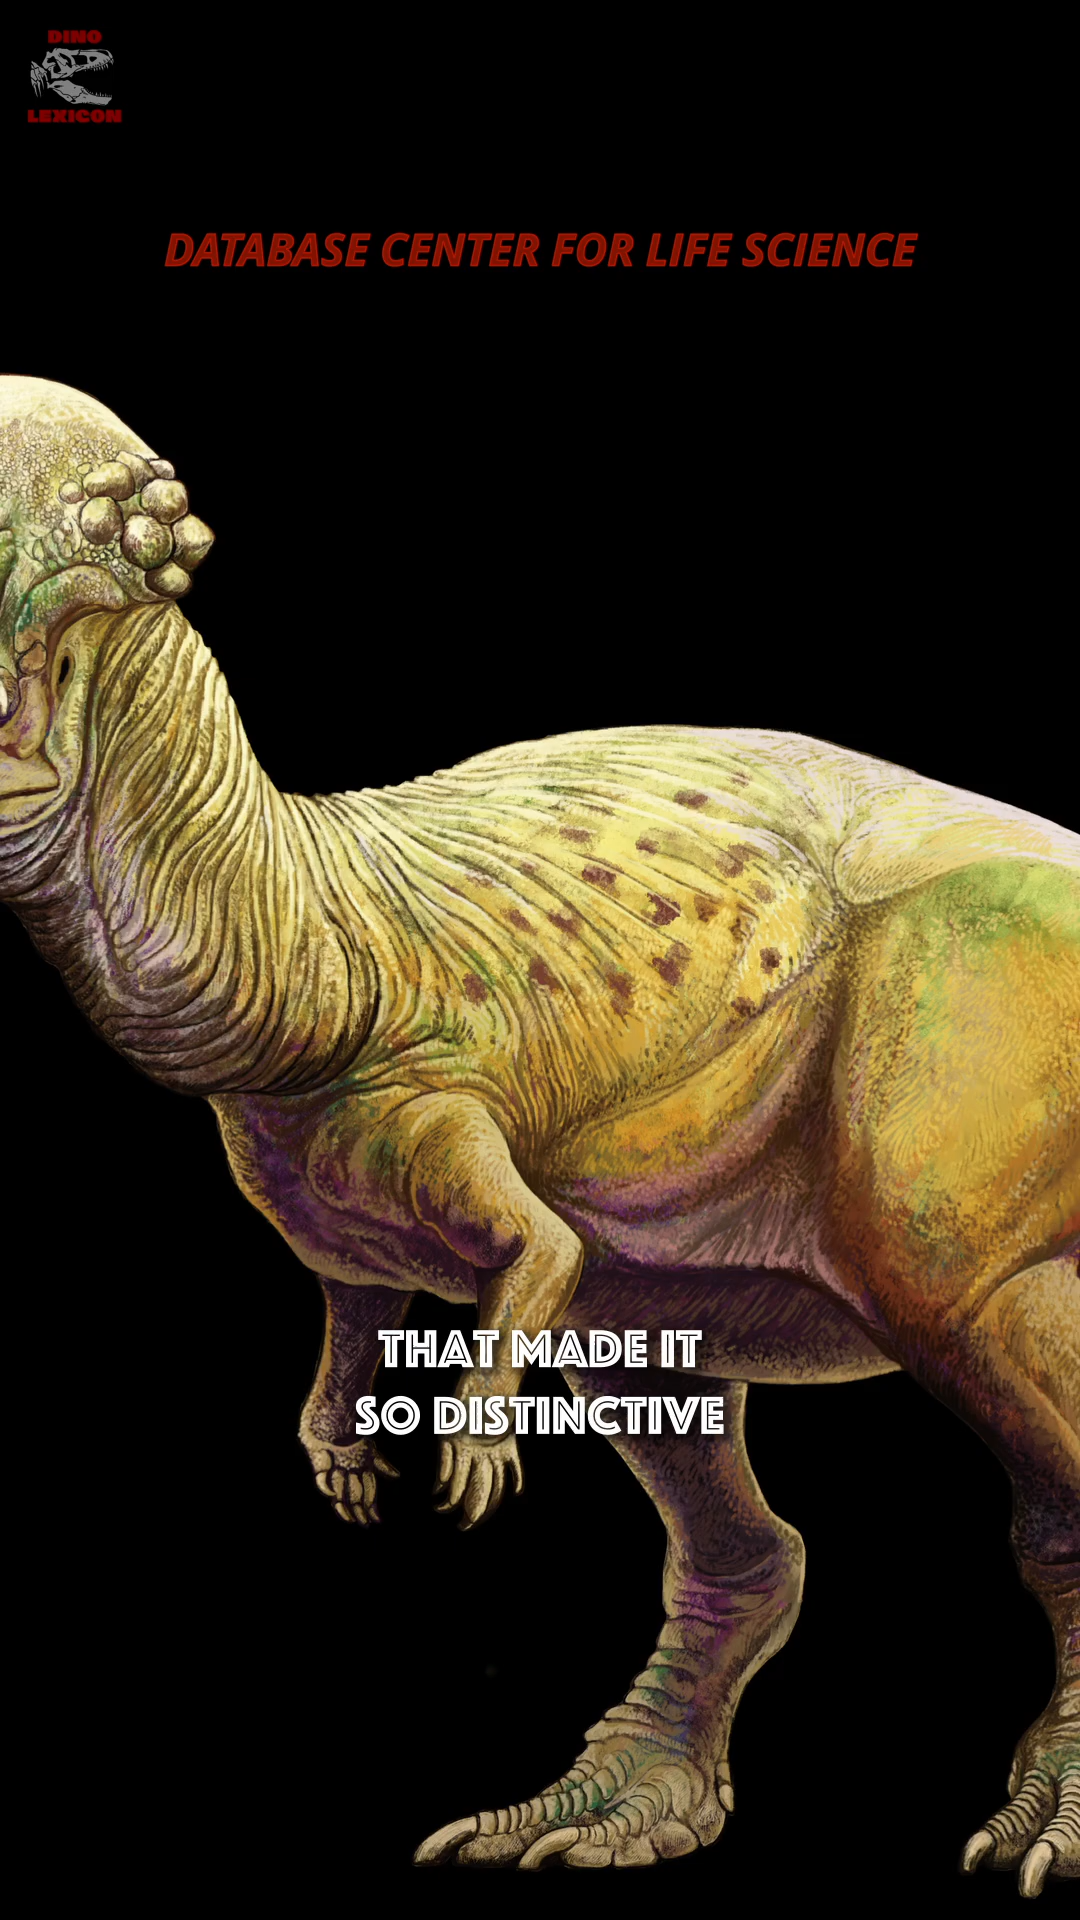 DINO
LEXICON
DATABASE CENTER FOR LIFE SCIENCE
THAT MADE IT
SO DISTINCTIVE